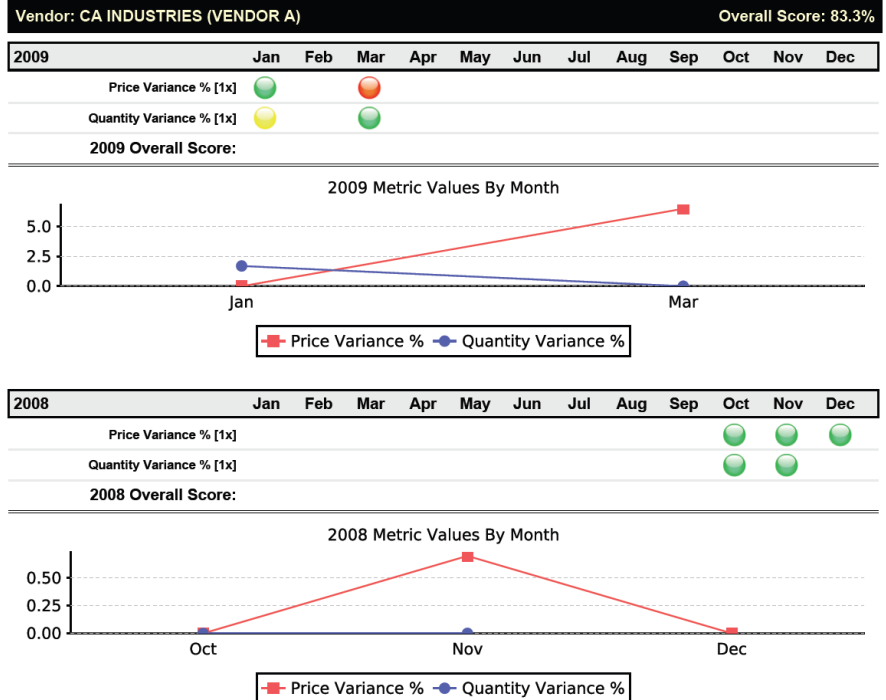 Vendor: CA INDUSTRIES (VENDOR A) Overall Score: 83.3%
2009 Jan Feb Mar Apr May Jun Jul Aug Sep Oct Nov Dec
Price Variance % [1x]
Quantity Variance % [1x]
2009 Overall Score:
2009 Metric Values By Month
5.0
2.5
0.0
Jan Mar
Price Variance % Quantity Variance %
2008 Jan Feb Mar Apr May Jun Jul Aug Sep Oct Nov Dec
Price Variance % [1x]
Quantity Variance % [1x]
2008 Overall Score:
2008 Metric Values By Month
0.50
0.25
0.00
Oct Nov Dec
Price Variance % Quantity Variance %